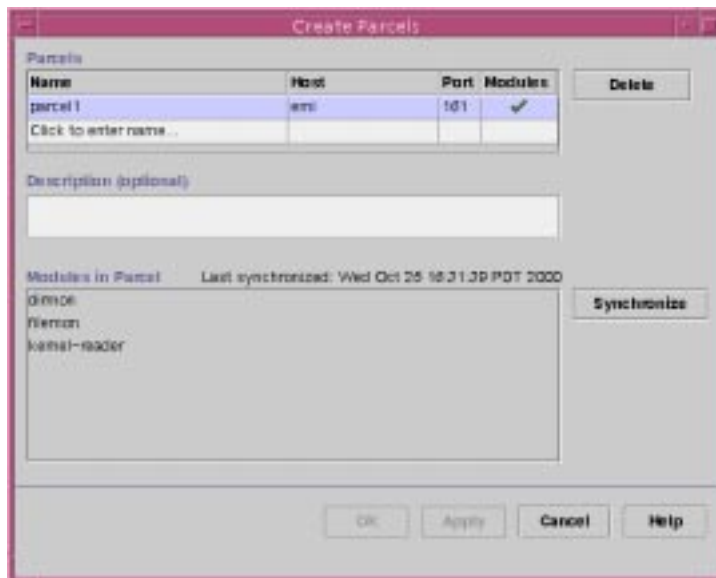 Create Parcels
Parcels
Name Host Port Modules
Delete
parcel1 emi 161
Click to enter name...
Description (optional)
Modules in Parcel Last synchronized: Wed Oct 25 16:31:39 PDT 2000
dirmon
filemon
kernel-reader
Synchronize
OK Apply Cancel Help